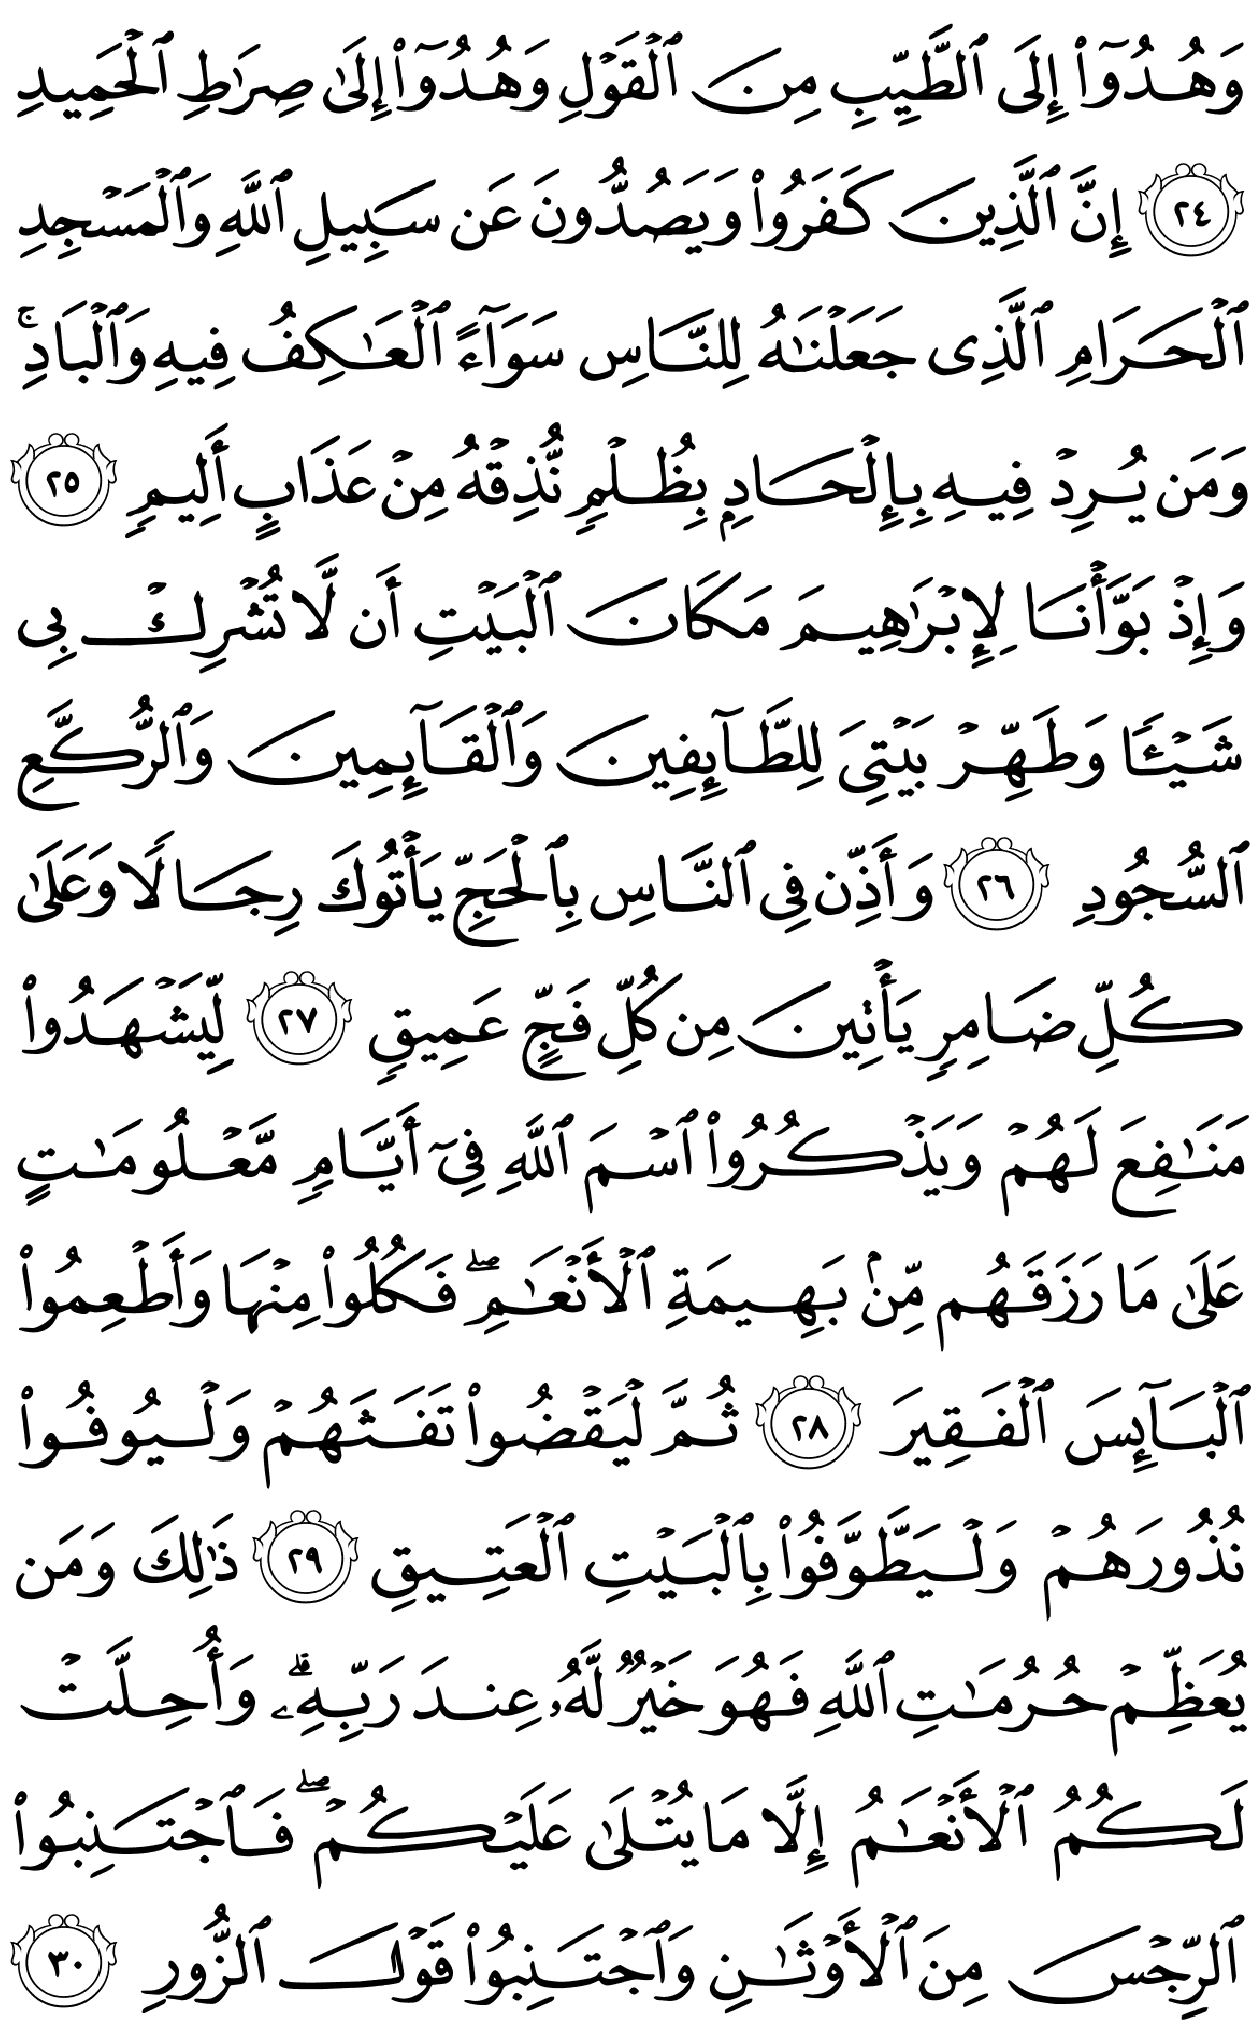 وَهُدُوٓاْ إِلَى ٱلطَّيِّبِ مِنَ ٱلۡقَوۡلِ وَهُدُوٓاْ إِلَىٰ صِرَٰطِ ٱلۡحَمِيدِ
٢٤ إِنَّ ٱلَّذِينَ كَفَرُواْ وَيَصُدُّونَ عَن سَبِيلِ ٱللَّهِ وَٱلۡمَسۡجِدِ
ٱلۡحَرَامِ ٱلَّذِي جَعَلۡنَٰهُ لِلنَّاسِ سَوَآءً ٱلۡعَٰكِفُ فِيهِ وَٱلۡبَادِۚ
وَمَن يُرِدۡ فِيهِ بِإِلۡحَادِۭ بِظُلۡمٖ نُّذِقۡهُ مِنۡ عَذَابٍ أَلِيمٖ ٢٥
وَإِذۡ بَوَّأۡنَا لِإِبۡرَٰهِيمَ مَكَانَ ٱلۡبَيۡتِ أَن لَّا تُشۡرِكۡ بِي
شَيۡـٔٗا وَطَهِّرۡ بَيۡتِيَ لِلطَّآئِفِينَ وَٱلۡقَآئِمِينَ وَٱلرُّكَّعِ
ٱلسُّجُودِ ٢٦ وَأَذِّن فِي ٱلنَّاسِ بِٱلۡحَجِّ يَأۡتُوكَ رِجَالٗا وَعَلَىٰ
كُلِّ ضَامِرٖ يَأۡتِينَ مِن كُلِّ فَجٍّ عَمِيقٖ ٢٧ لِّيَشۡهَدُواْ
مَنَٰفِعَ لَهُمۡ وَيَذۡكُرُواْ ٱسۡمَ ٱللَّهِ فِيٓ أَيَّامٖ مَّعۡلُومَٰتٍ
عَلَىٰ مَا رَزَقَهُم مِّنۢ بَهِيمَةِ ٱلۡأَنۡعَٰمِۖ فَكُلُواْ مِنۡهَا وَأَطۡعِمُواْ
ٱلۡبَآئِسَ ٱلۡفَقِيرَ ٢٨ ثُمَّ لۡيَقۡضُواْ تَفَثَهُمۡ وَلۡيُوفُواْ
نُذُورَهُمۡ وَلۡيَطَّوَّفُواْ بِٱلۡبَيۡتِ ٱلۡعَتِيقِ ٢٩ ذَٰلِكَ وَمَن
يُعَظِّمۡ حُرُمَٰتِ ٱللَّهِ فَهُوَ خَيۡرٞ لَّهُۥ عِندَ رَبِّهِۦۗ وَأُحِلَّتۡ
لَكُمُ ٱلۡأَنۡعَٰمُ إِلَّا مَا يُتۡلَىٰ عَلَيۡكُمۡۖ فَٱجۡتَنِبُواْ
ٱلرِّجۡسَ مِنَ ٱلۡأَوۡثَٰنِ وَٱجۡتَنِبُواْ قَوۡلَ ٱلزُّورِ ٣٠